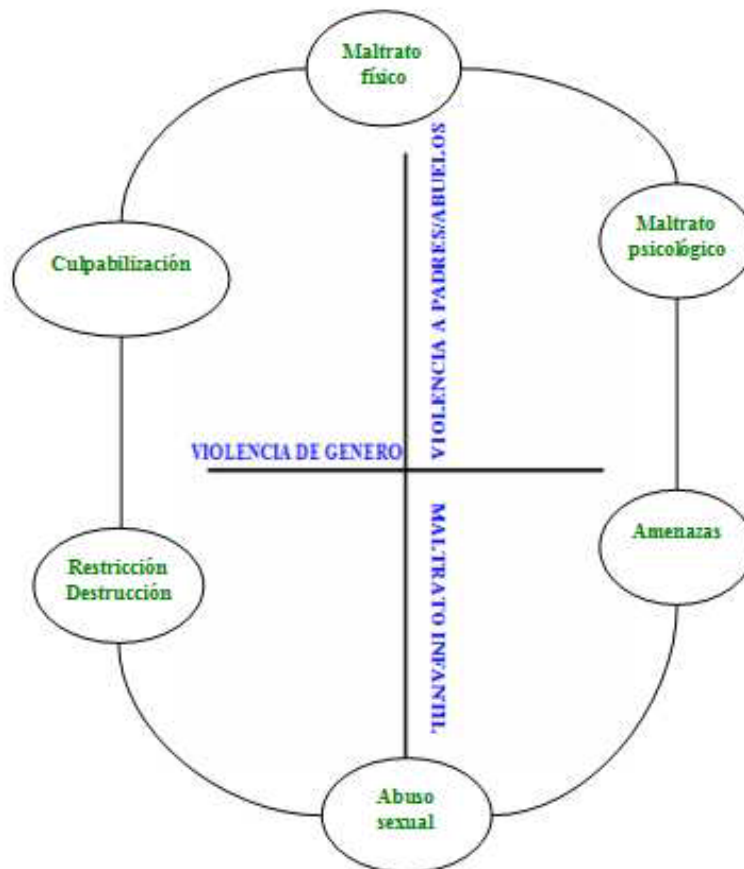 Maltrato
físico
Maltrato
psicológico
Culpabilización
VIOLENCIA A PADRES/ABUELOS
VIOLENCIA DE GENERO
MALTRATO INFANTIL
Amenazas
Restricción
Destrucción
Abuso
sexual